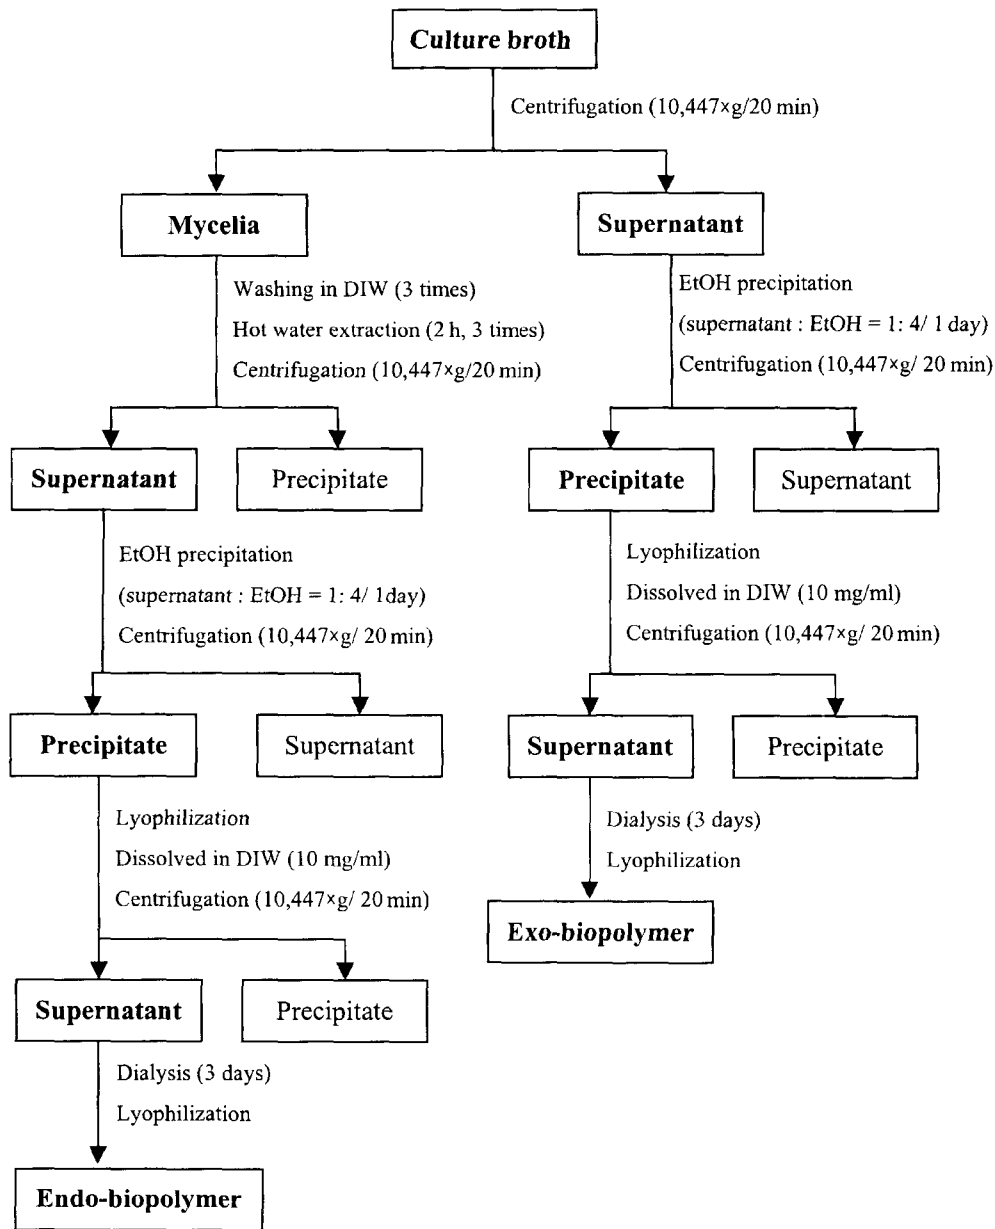 Culture broth
Centrifugation (10,447×g/20 min)
Mycelia
Supernatant
Washing in DIW (3 times)
Hot water extraction (2 h, 3 times)
Centrifugation (10,447×g/20 min)
EtOH precipitation
(supernatant : EtOH = 1: 4/ 1 day)
Centrifugation (10,447×g/ 20 min)
Supernatant
Precipitate
Precipitate
Supernatant
EtOH precipitation
(supernatant : EtOH = 1: 4/ 1day)
Centrifugation (10,447×g/ 20 min)
Lyophilization
Dissolved in DIW (10 mg/ml)
Centrifugation (10,447×g/ 20 min)
Precipitate
Supernatant
Supernatant
Precipitate
Lyophilization
Dissolved in DIW (10 mg/ml)
Centrifugation (10,447×g/ 20 min)
Dialysis (3 days)
Lyophilization
Exo-biopolymer
Supernatant
Precipitate
Dialysis (3 days)
Lyophilization
Endo-biopolymer